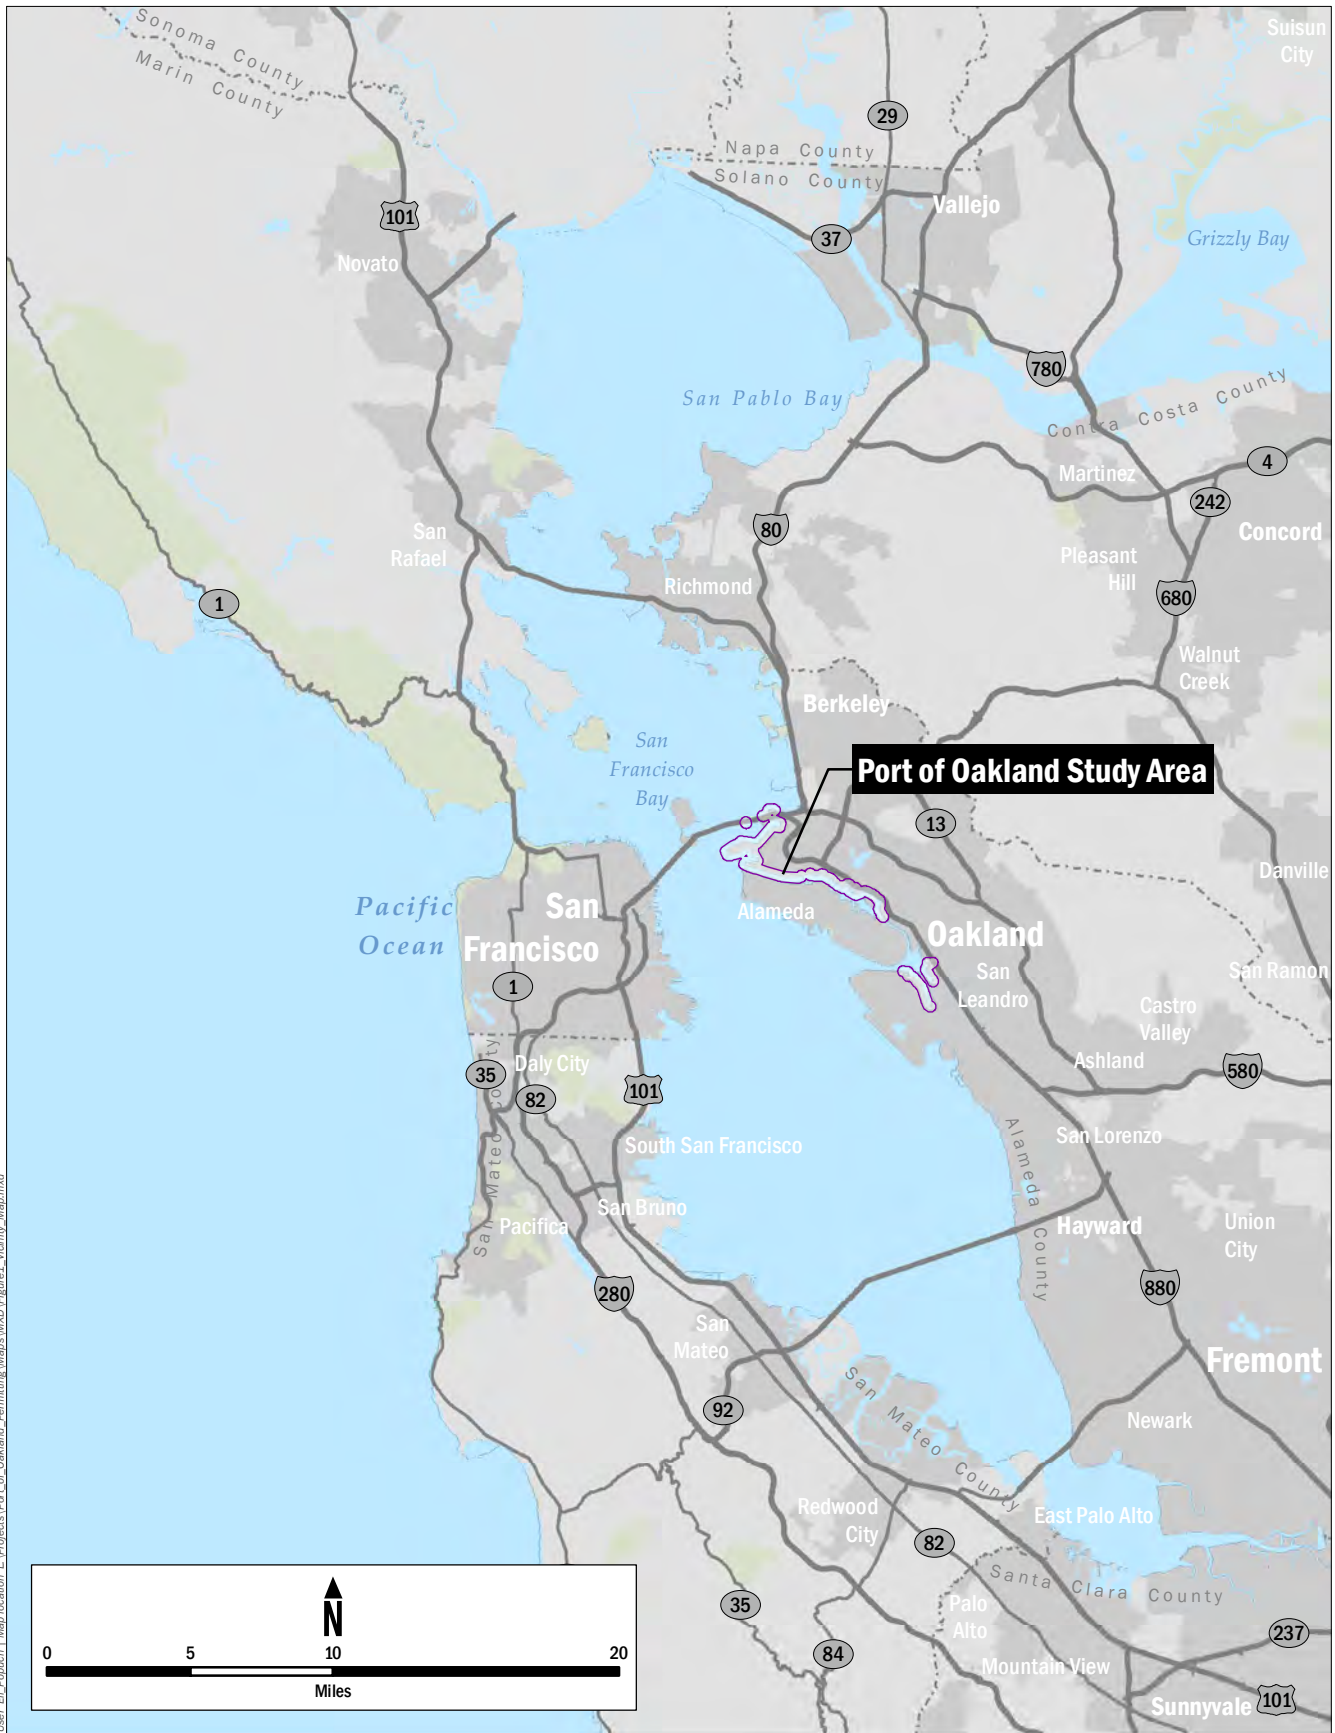 Sonoma County
Marin County
Suisun
City
29
Napa County
Solano County
101
Vallejo
37
Grizzly Bay
Novato
780
San Pablo Bay
Contra Costa County
4
Martinez
242
80
San
Rafael
Concord
Pleasant
Hill
Richmond
680
1
Walnut
Creek
Berkeley
San
Francisco
Bay
Port of Oakland Study Area
13
Danville
Pacific
Ocean
San
Francisco
Alameda
Oakland
San
Leandro
San Ramon
1
Castro
Valley
Daly City
35
82
101
Ashland
580
San Mateo County
South San Francisco
Alameda County
San Lorenzo
Pacifica
San Bruno
Hayward
Union
City
280
880
San
Mateo
Fremont
92
San Mateo County
Newark
Redwood
City
East Palo Alto
82
Santa Clara County
35
Palo
Alto
84
237
Mountain View
Sunnyvale
101
N
0 5 10 20
Miles